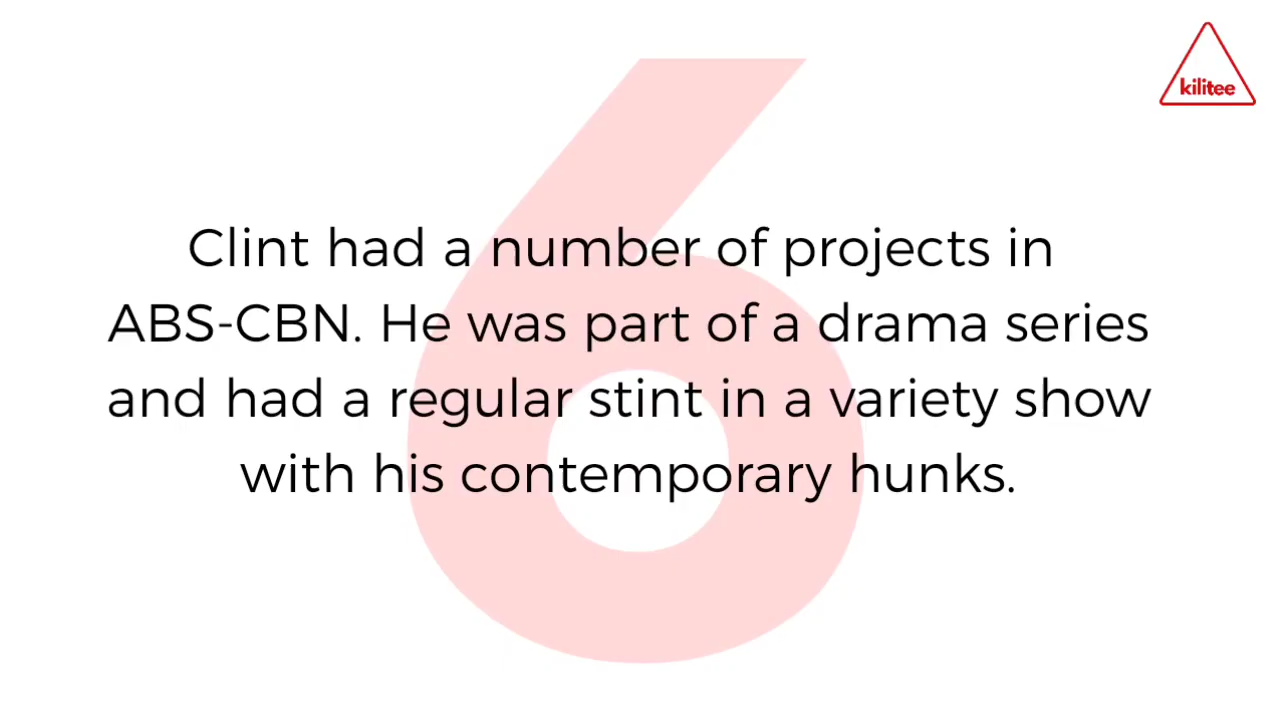 kilitee
6
Clint had a number of projects in
ABS-CBN. He was part of a drama series
and had a regular stint in a variety show
with his contemporary hunks.